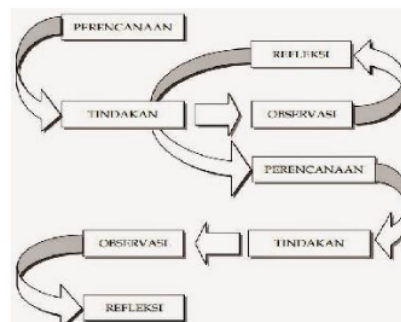 PERENCANAAN
REFLEKSI
TINDAKAN
OBSERVASI
PERENCANAAN
OBSERVASI
TINDAKAN
REFLEKSI